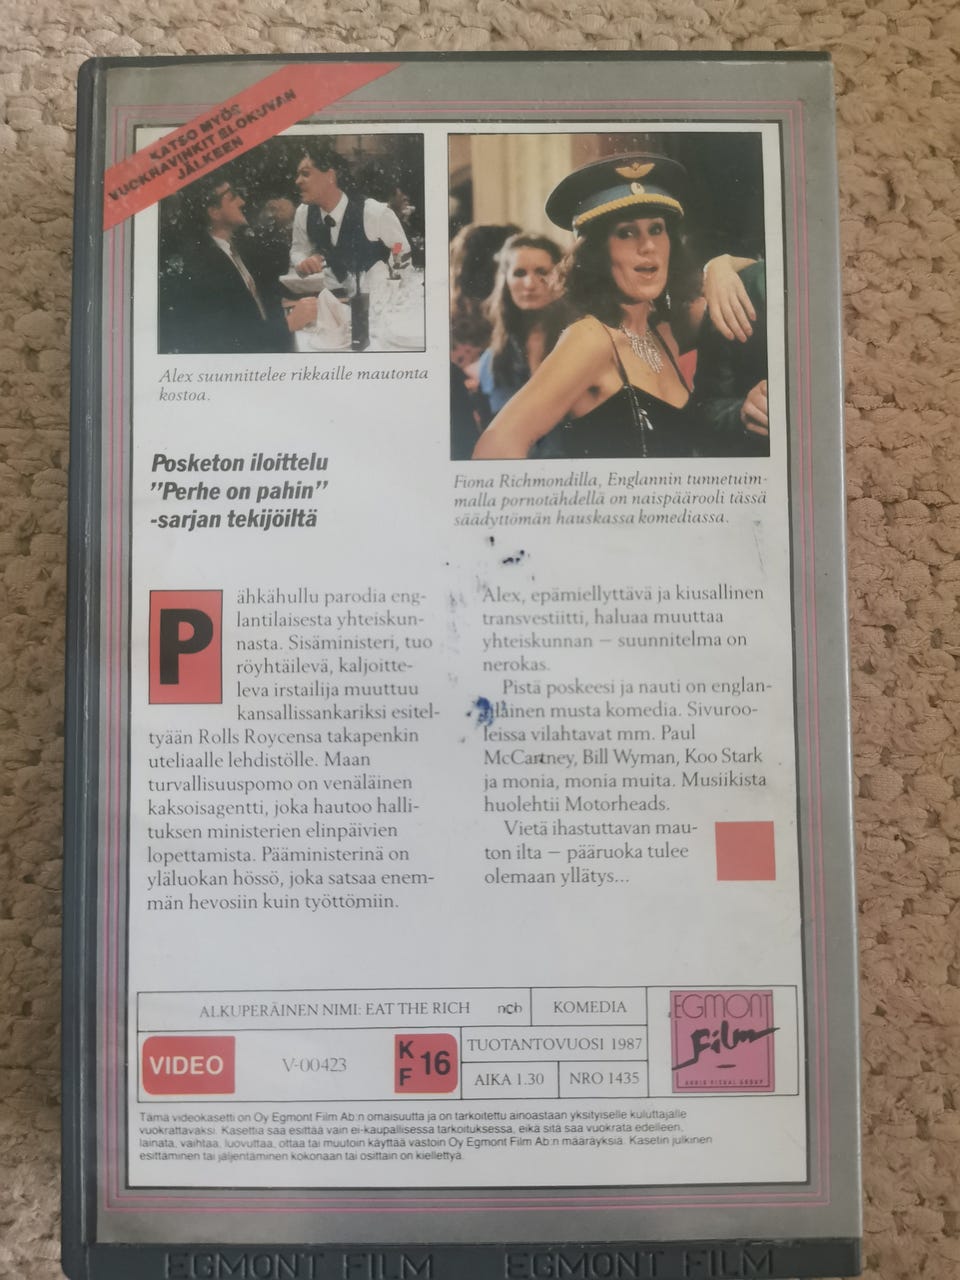 KATSO MYÖS
VUOKRAVINKIT ELOKUVAN
JÄLKEEN
Alex suunnittelee rikkaille mautonta
kostoa.
Fiona Richmondilla, Englannin tunnetuim-
malla pornotähdellä on naispäärooli tässä
säädyttömän hauskassa komediassa.
Posketon iloittelu
"Perhe on pahin"
-sarjan tekijöiltä
Pähkähullu parodia eng-
lantilaisesta yhteiskun-
nasta. Sisäministeri, tuo
röyhtäilevä, kaljoitte-
leva irstailija muuttuu
kansallissankariksi esitel-
tyään Rolls Roycensa takapenkin
uteliaalle lehdistölle. Maan
turvallisuuspomo on venäläinen
kaksoisagentti, joka hautoo halli-
tuksen ministerien elinpäivien
lopettamista. Pääministerinä on
yläluokan hössö, joka satsaa enem-
män hevosiin kuin työttömiin.
Alex, epämiellyttävä ja kiusallinen
transvestiitti, haluaa muuttaa
yhteiskunnan – suunnitelma on
nerokas.
Pistä poskeesi ja nauti on englan-
tilainen musta komedia. Sivuroo-
leissa vilahtavat mm. Paul
McCartney, Bill Wyman, Koo Stark
ja monia, monia muita. Musiikista
huolehtii Motorheads.
Vietä ihastuttavan mau-
ton ilta – pääruoka tulee
olemaan yllätys...
ALKUPERÄINEN NIMI: EAT THE RICH nch KOMEDIA
VIDEO V-00423 K F 16
TUOTANTOVUOSI 1987
AIKA 1.30 NRO 1435
EGMONT
Film
AUDIO VISUAL GROUP
Tämä videokasetti on Oy Egmont Film Ab:n omaisuutta ja on tarkoitettu ainoastaan yksityiselle kuluttajalle
vuokrattavaksi. Kasettia saa esittää vain ei-kaupallisessa tarkoituksessa, eikä sitä saa vuokrata edelleen,
lainata, vaihtaa, luovuttaa, ottaa tai muutoin käyttää vastoin Oy Egmont Film Ab:n määräyksiä. Kasetin julkinen
esittäminen tai jäljentäminen kokonaan tai osittain on kiellettyä.
EGMONT FILM EGMONT FILM